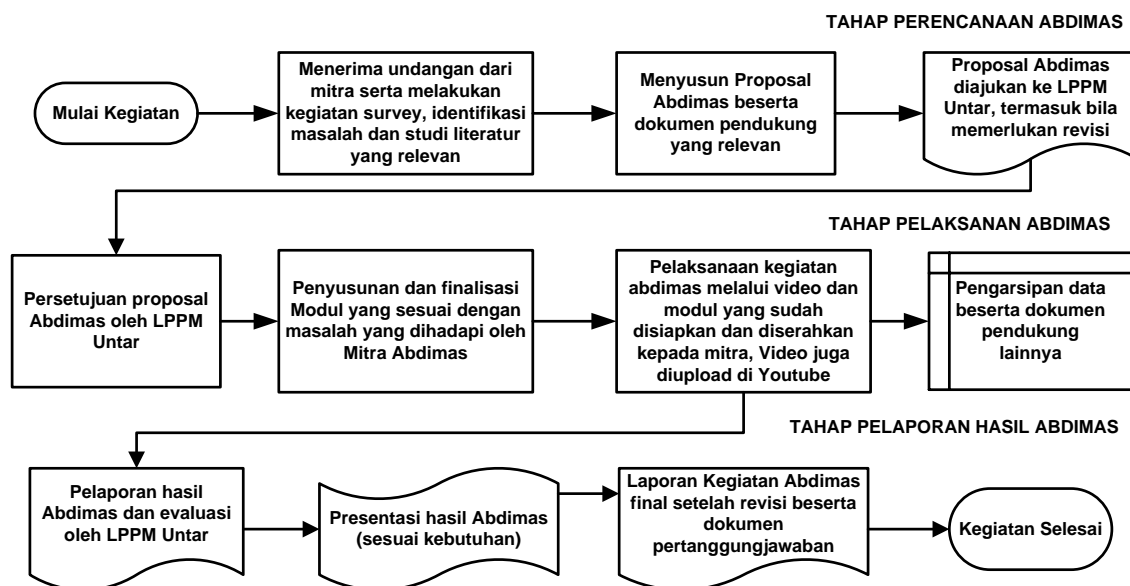 TAHAP PERENCANAAN ABDIMAS
Mulai Kegiatan
Menerima undangan dari
mitra serta melakukan
kegiatan survey, identifikasi
masalah dan studi literatur
yang relevan
Menyusun Proposal
Abdimas beserta
dokumen pendukung
yang relevan
Proposal Abdimas
diajukan ke LPPM
Untar, termasuk bila
memerlukan revisi
TAHAP PELAKSANAN ABDIMAS
Persetujuan proposal
Abdimas oleh LPPM
Untar
Penyusunan dan finalisasi
Modul yang sesuai dengan
masalah yang dihadapi oleh
Mitra Abdimas
Pelaksanaan kegiatan
abdimas melalui video dan
modul yang sudah
disiapkan dan diserahkan
kepada mitra, Video juga
diupload di Youtube
Pengarsipan data
beserta dokumen
pendukung
lainnya
TAHAP PELAPORAN HASIL ABDIMAS
Pelaporan hasil
Abdimas dan evaluasi
oleh LPPM Untar
Presentasi hasil Abdimas
(sesuai kebutuhan)
Laporan Kegiatan Abdimas
final setelah revisi beserta
dokumen
pertanggungjawaban
Kegiatan Selesai